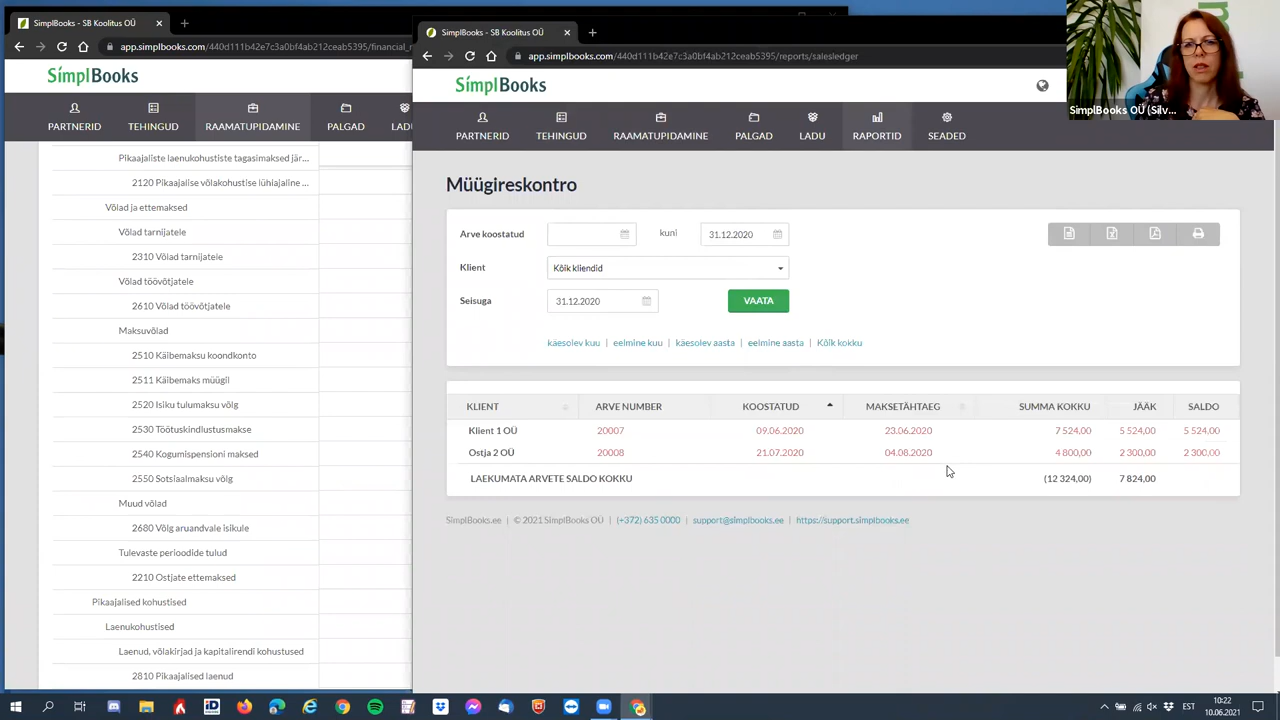 SimplBooks - SB Koolitus OÜ
app.simplbooks.com/440d111b42e7c3a0bf4ab212ceab5395/financial_r
SimplBooks
PARTNERID
TEHINGUD
RAAMATUPIDAMINE
PALGAD
LADU
Pikaajaliste laenukohustiste tagasimaksed jär...
2120 Pikaajalise võlakohustise lühiajaline ...
Võlad ja ettemaksed
Võlad tarnijatele
2310 Võlad tarnijatele
Võlad töövõtjatele
2610 Võlad töövõtjatele
Maksuvõlad
2510 Käibemaksu koondkonto
2511 Käibemaks müügil
2520 Isiku tulumaksu võlg
2530 Töötuskindlustusmakse
2540 Kogumispensioni maksed
2550 Sotsiaalmaksu võlg
Muud võlad
2680 Võlg aruandvale isikule
Tulevaste perioodide tulud
2210 Ostjate ettemaksed
Pikaajalised kohustised
Laenukohustised
Laenud, võlakirjad ja kapitalirendi kohustused
2810 Pikaajalised laenud
SimplBooks - SB Koolitus OÜ
app.simplbooks.com/440d111b42e7c3a0bf4ab212ceab5395/reports/salesledger
SimplBooks
PARTNERID TEHINGUD RAAMATUPIDAMINE PALGAD LADU RAPORTID SEADED
Müügireskontro
Arve koostatud kuni 31.12.2020
Klient Kõik kliendid
Seisuga 31.12.2020 VAATA
käesolev kuu | eelmine kuu | käesolev aasta | eelmine aasta | Kõik kokku
KLIENT ARVE NUMBER KOOSTATUD MAKSETÄHTAEG SUMMA KOKKU JÄÄK SALDO
Klient 1 OÜ 20007 09.06.2020 23.06.2020 7 524,00 5 524,00 5 524,00
Ostja 2 OÜ 20008 21.07.2020 04.08.2020 4 800,00 2 300,00 2 300,00
LAEKUMATA ARVETE SALDO KOKKU (12 324,00) 7 824,00
SimplBooks.ee | © 2021 SimplBooks OÜ | (+372) 635 0000 | support@simplbooks.ee | https://support.simplbooks.ee
SimplBooks OÜ (Silv...
EST
10:22
10.06.2021